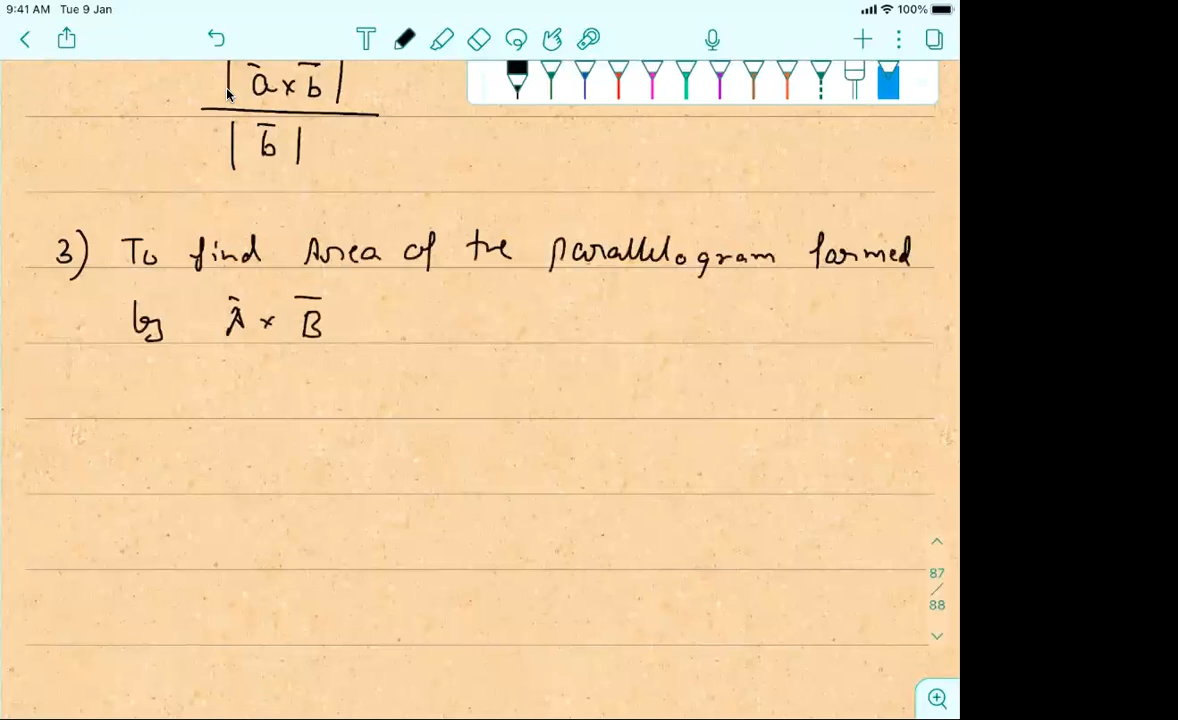 9:41 AM Tue 9 Jan 100%
| a̅ × b̅ |
| b̅ |
3) To find Area of the parallelogram formed
by A̅ × B̅
87
/
88